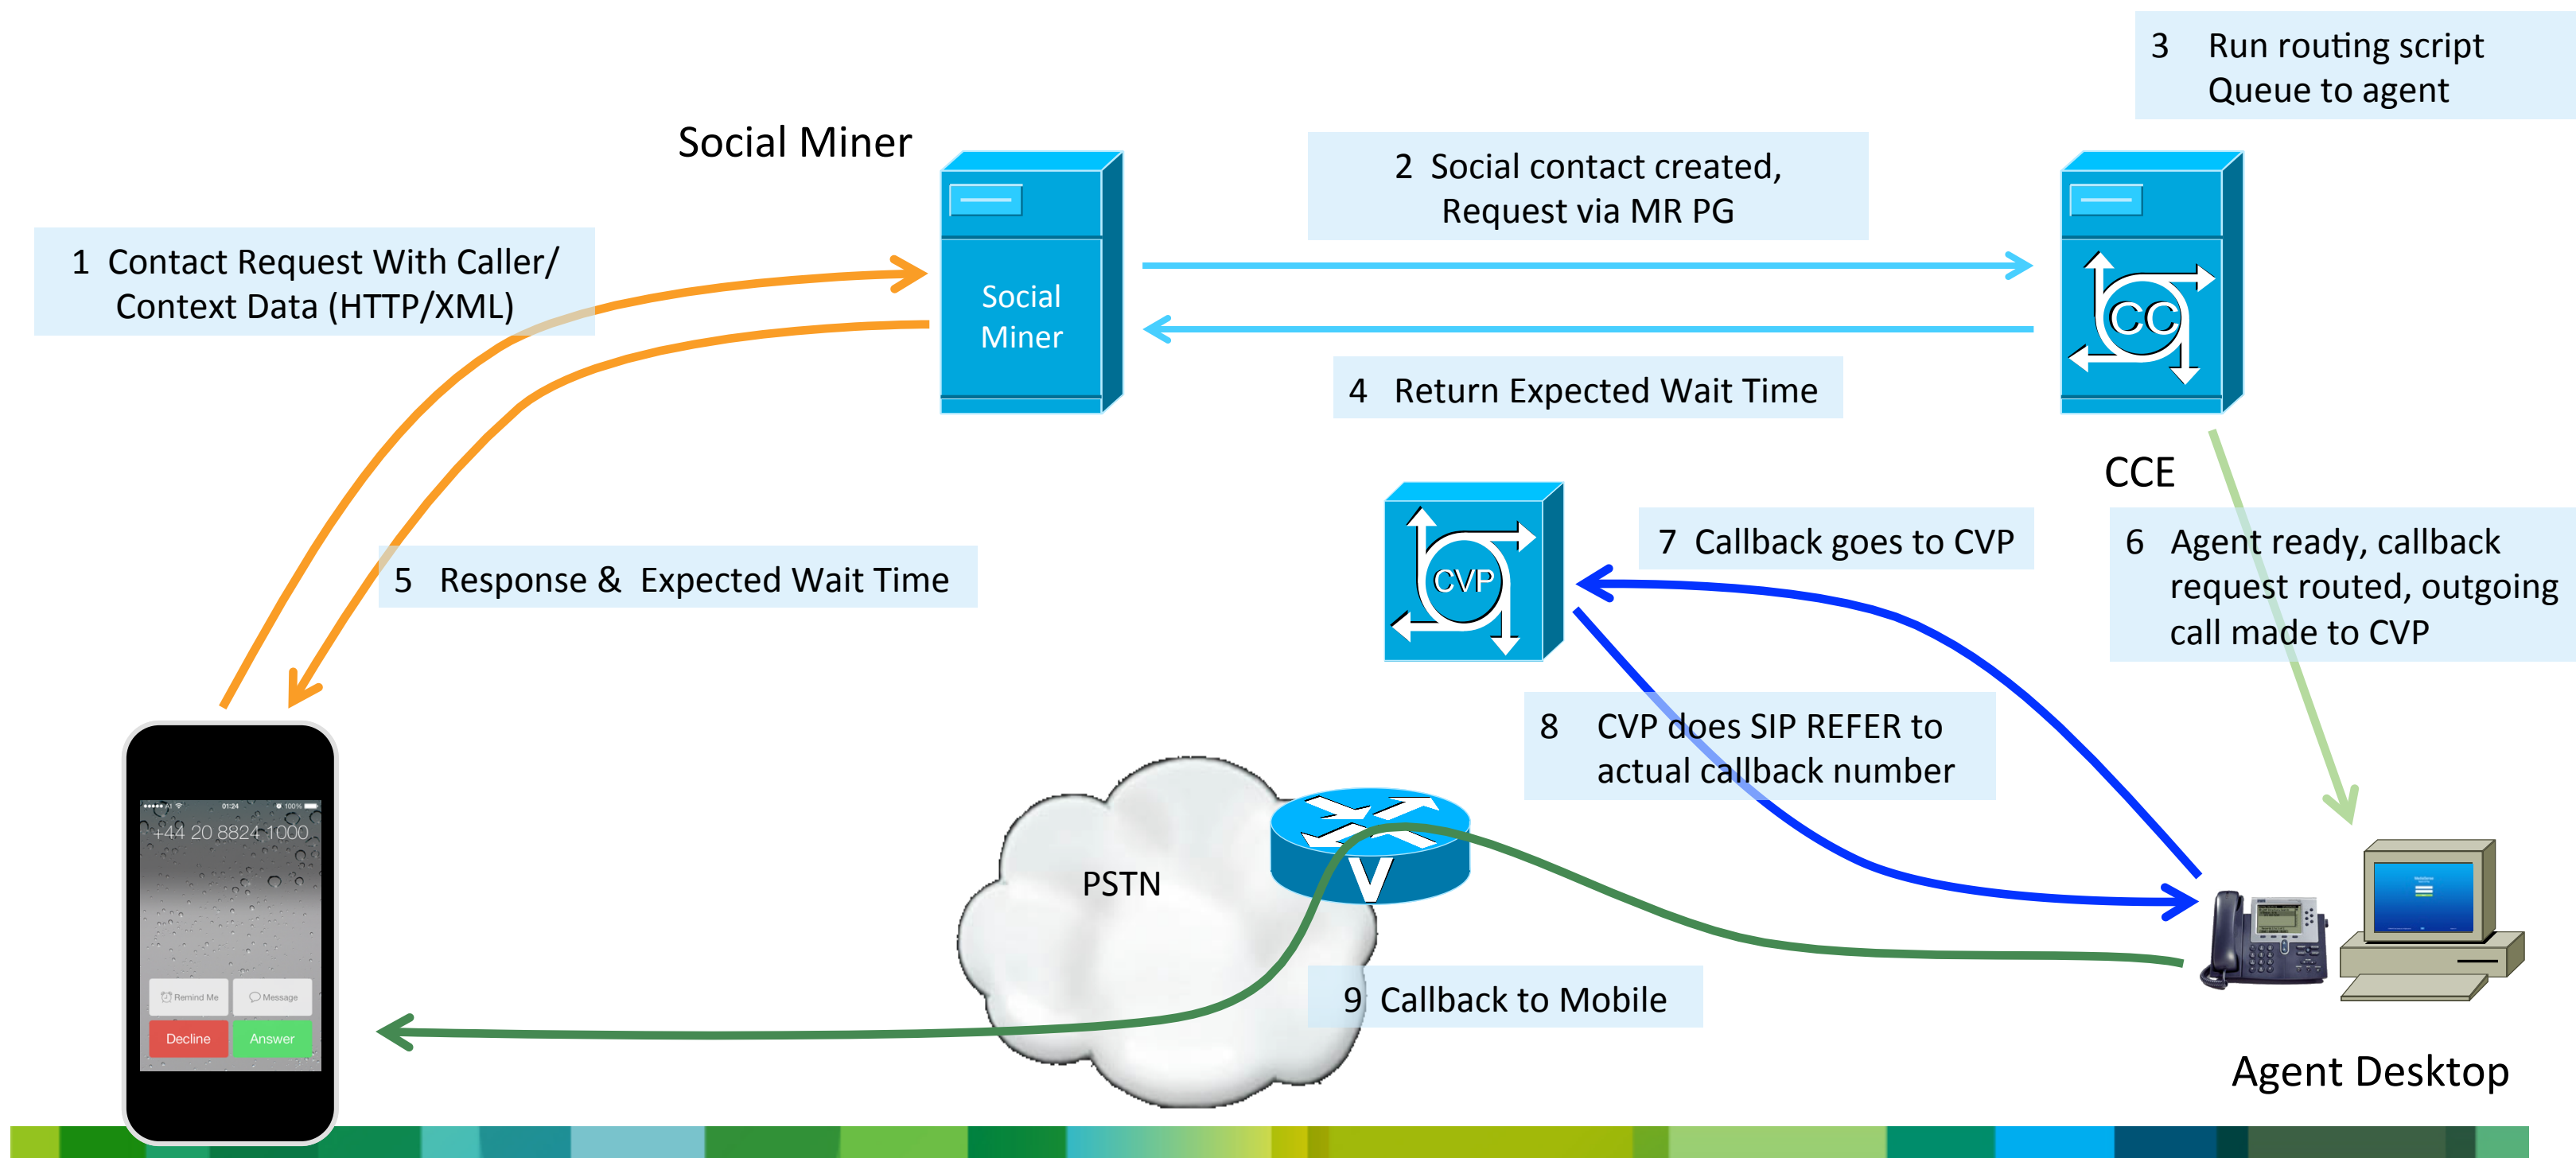 3 Run routing script
Queue to agent
Social Miner
2 Social contact created,
Request via MR PG
1 Contact Request With Caller/
Context Data (HTTP/XML)
Social
Miner
CC
4 Return Expected Wait Time
CCE
7 Callback goes to CVP
6 Agent ready, callback
request routed, outgoing
call made to CVP
CVP
5 Response & Expected Wait Time
8 CVP does SIP REFER to
actual callback number
01:24 100%
+44 20 8824 1000
PSTN
V
Remind Me
Message
9 Callback to Mobile
Decline
Answer
Agent Desktop